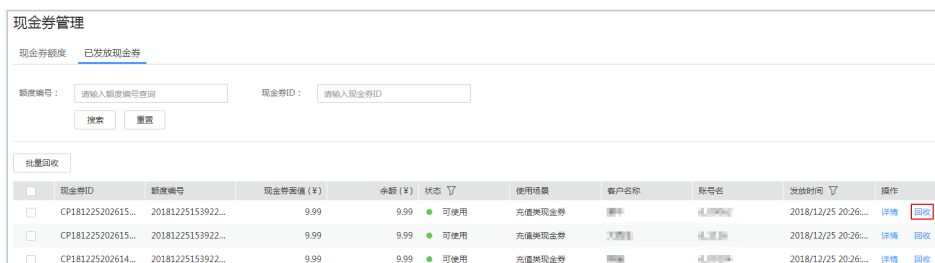 现金券管理
现金券额度 已发放现金券
额度编号： 请输入额度编号查询 现金券ID： 请输入现金券ID
搜索 重置
批量回收
现金券ID 额度编号 现金券面值 (¥) 余额 (¥) 状态 使用场景 客户名称 账号名 发放时间 操作
CP181225202615... 20181225153922... 9.99 9.99 可使用 充值类现金券 2018/12/25 20:26:... 详情 回收
CP181225202615... 20181225153922... 9.99 9.99 可使用 充值类现金券 2018/12/25 20:26:... 详情 回收
CP181225202614... 20181225153922... 9.99 9.99 可使用 充值类现金券 2018/12/25 20:26:... 详情 回收